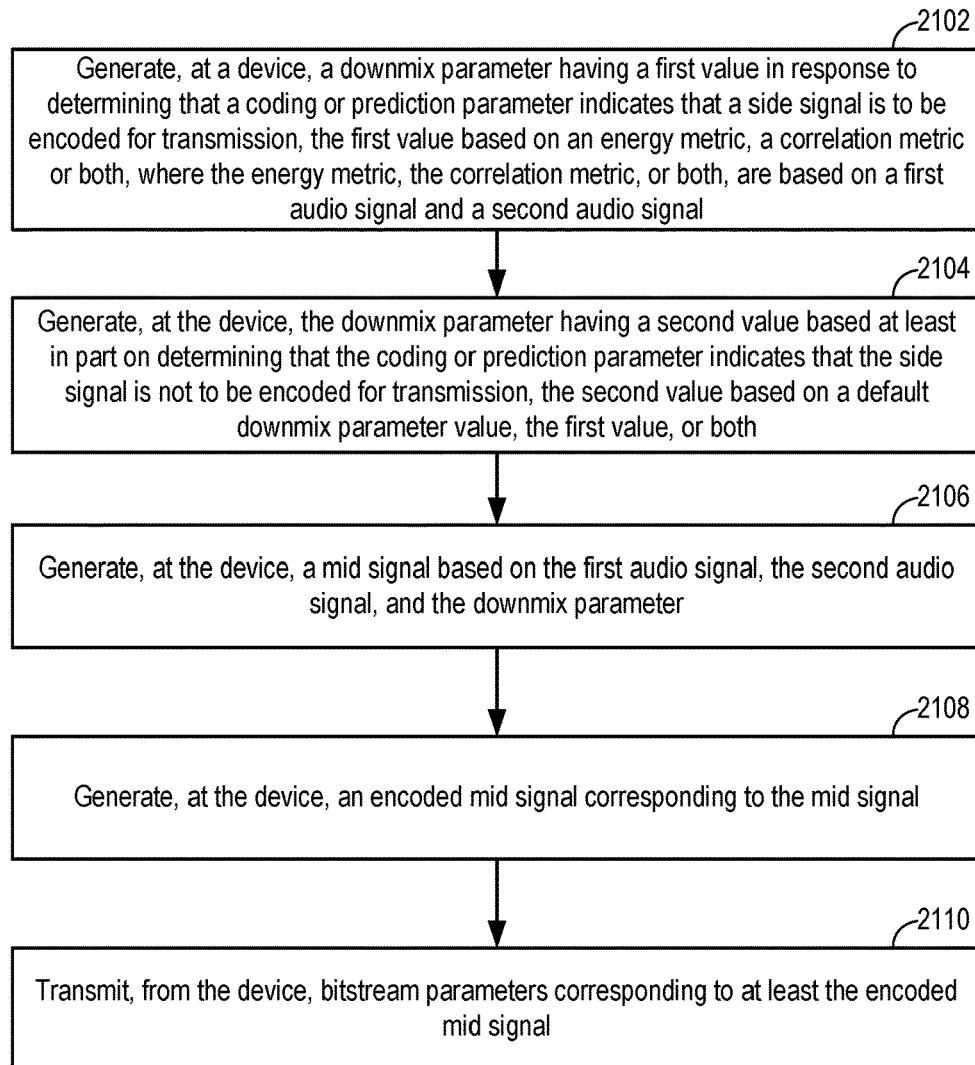 2102
Generate, at a device, a downmix parameter having a first value in response to
determining that a coding or prediction parameter indicates that a side signal is to be
encoded for transmission, the first value based on an energy metric, a correlation metric
or both, where the energy metric, the correlation metric, or both, are based on a first
audio signal and a second audio signal
2104
Generate, at the device, the downmix parameter having a second value based at least
in part on determining that the coding or prediction parameter indicates that the side
signal is not to be encoded for transmission, the second value based on a default
downmix parameter value, the first value, or both
2106
Generate, at the device, a mid signal based on the first audio signal, the second audio
signal, and the downmix parameter
2108
Generate, at the device, an encoded mid signal corresponding to the mid signal
2110
Transmit, from the device, bitstream parameters corresponding to at least the encoded
mid signal